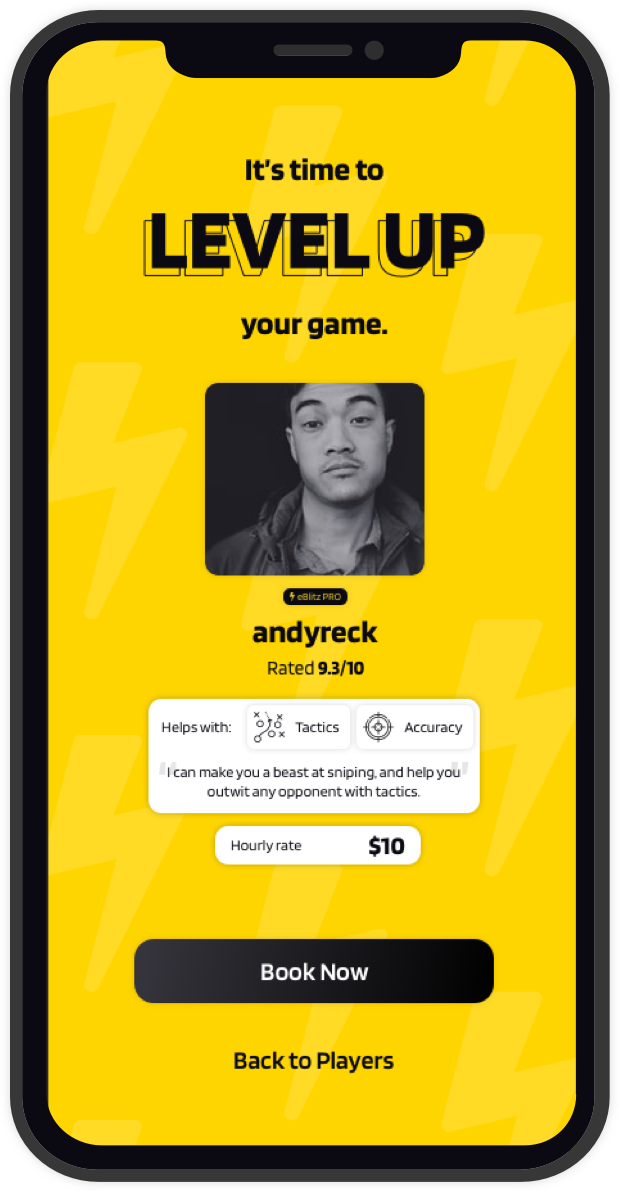 It's time to
LEVEL UP
your game.
eBlitz PRO
andyreck
Rated 9.3/10
Helps with: Tactics Accuracy
"I can make you a beast at sniping, and help you"
outwit any opponent with tactics.
Hourly rate $10
Book Now
Back to Players